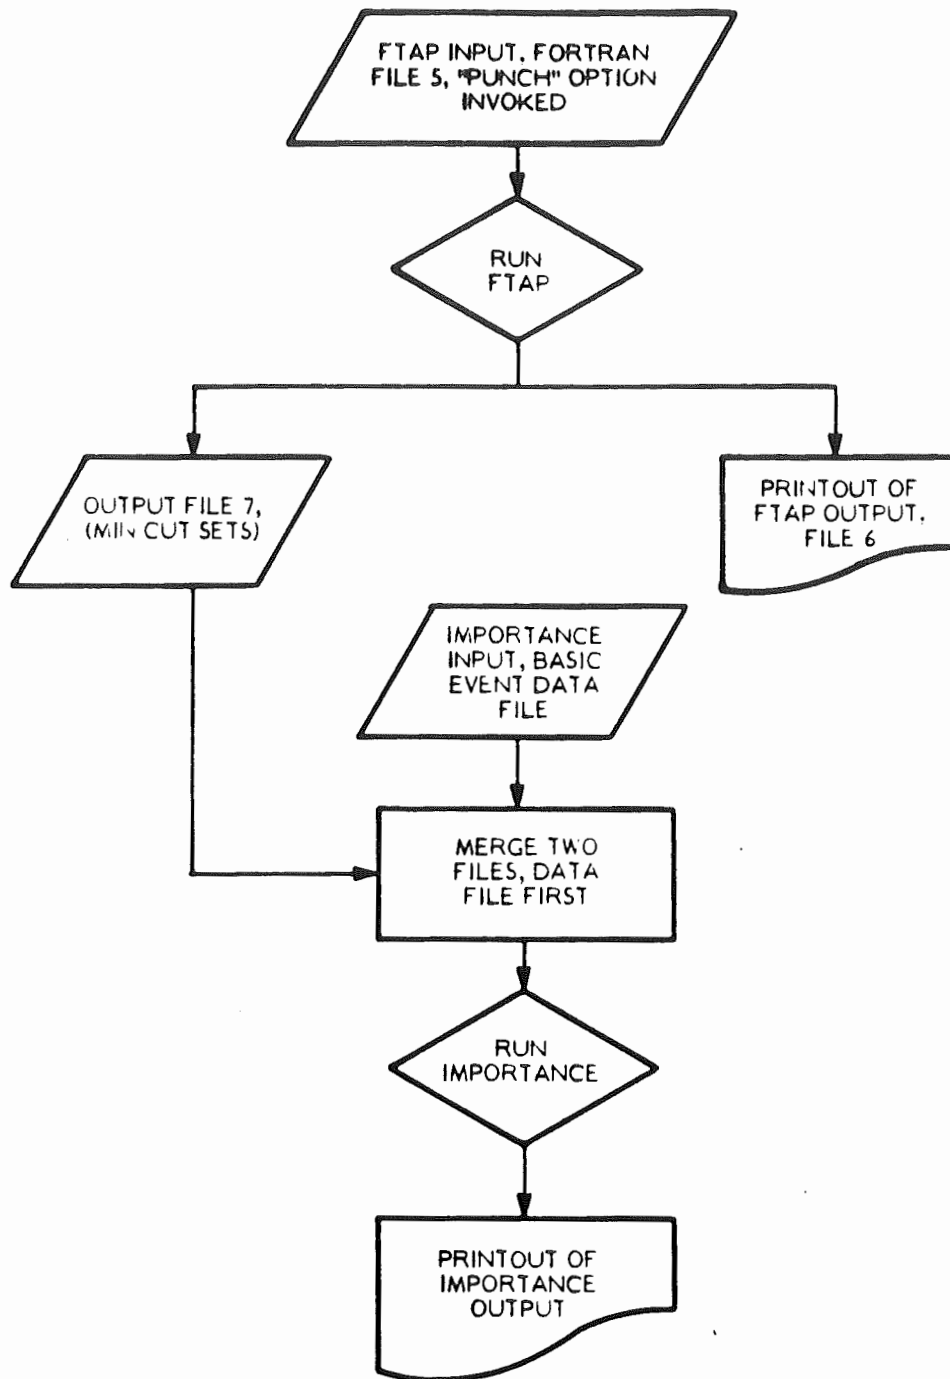 FTAP INPUT, FORTRAN
FILE 5, "PUNCH" OPTION
INVOKED
RUN
FTAP
OUTPUT FILE 7,
(MIN CUT SETS)
PRINTOUT OF
FTAP OUTPUT,
FILE 6
IMPORTANCE
INPUT, BASIC
EVENT DATA
FILE
MERGE TWO
FILES, DATA
FILE FIRST
RUN
IMPORTANCE
PRINTOUT OF
IMPORTANCE
OUTPUT